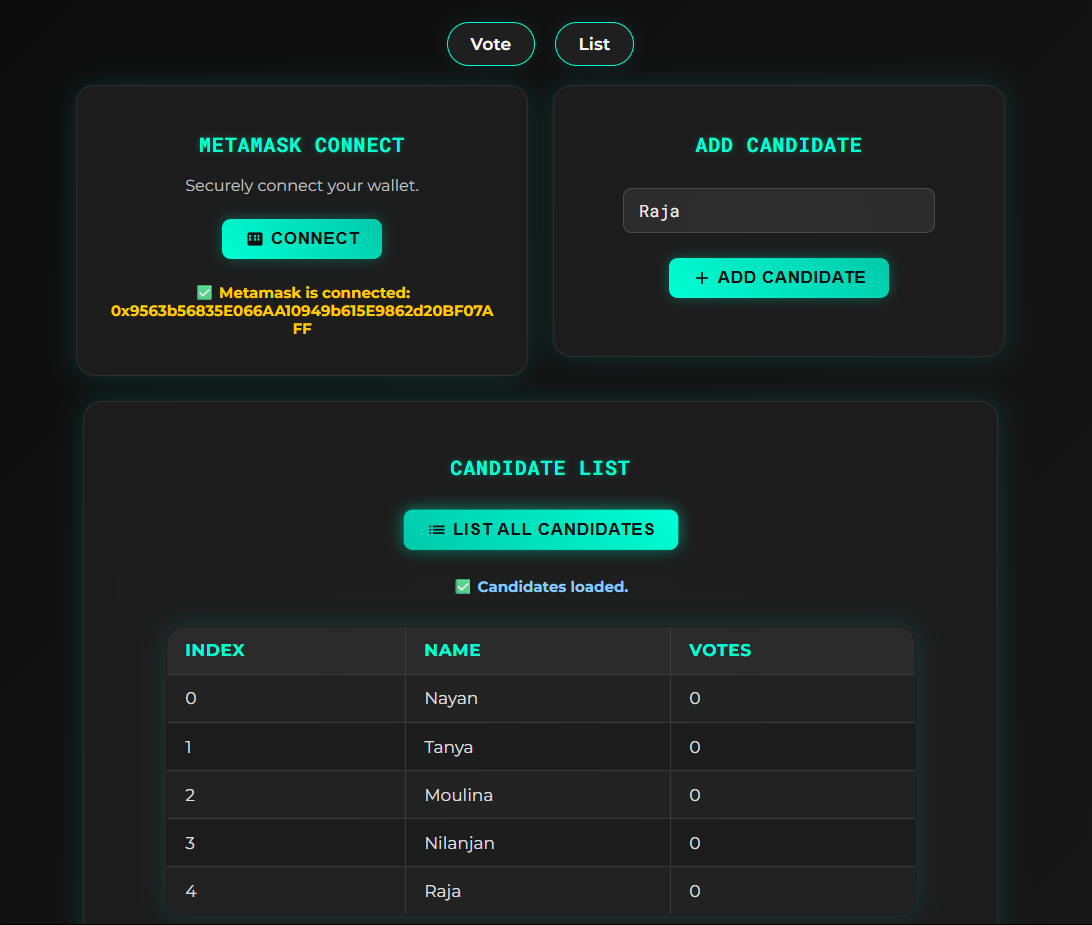 Vote List
METAMASK CONNECT
Securely connect your wallet.
CONNECT
✅ Metamask is connected:
0x9563b56835E066AA10949b615E9862d20BF07A
FF
ADD CANDIDATE
Raja
+ ADD CANDIDATE
CANDIDATE LIST
LIST ALL CANDIDATES
✅ Candidates loaded.
INDEX NAME VOTES
0 Nayan 0
1 Tanya 0
2 Moulina 0
3 Nilanjan 0
4 Raja 0